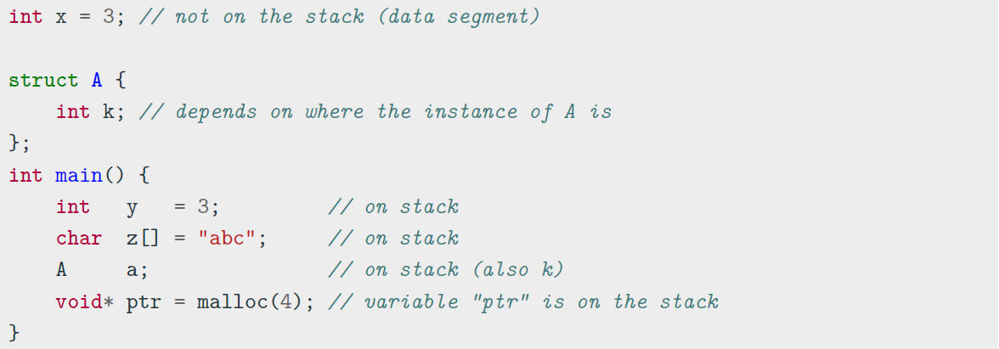 int x = 3; // not on the stack (data segment)
struct A {
    int k; // depends on where the instance of A is
};
int main() {
    int   y   = 3;         // on stack
    char  z[] = "abc";     // on stack
    A     a;               // on stack (also k)
    void* ptr = malloc(4); // variable "ptr" is on the stack
}